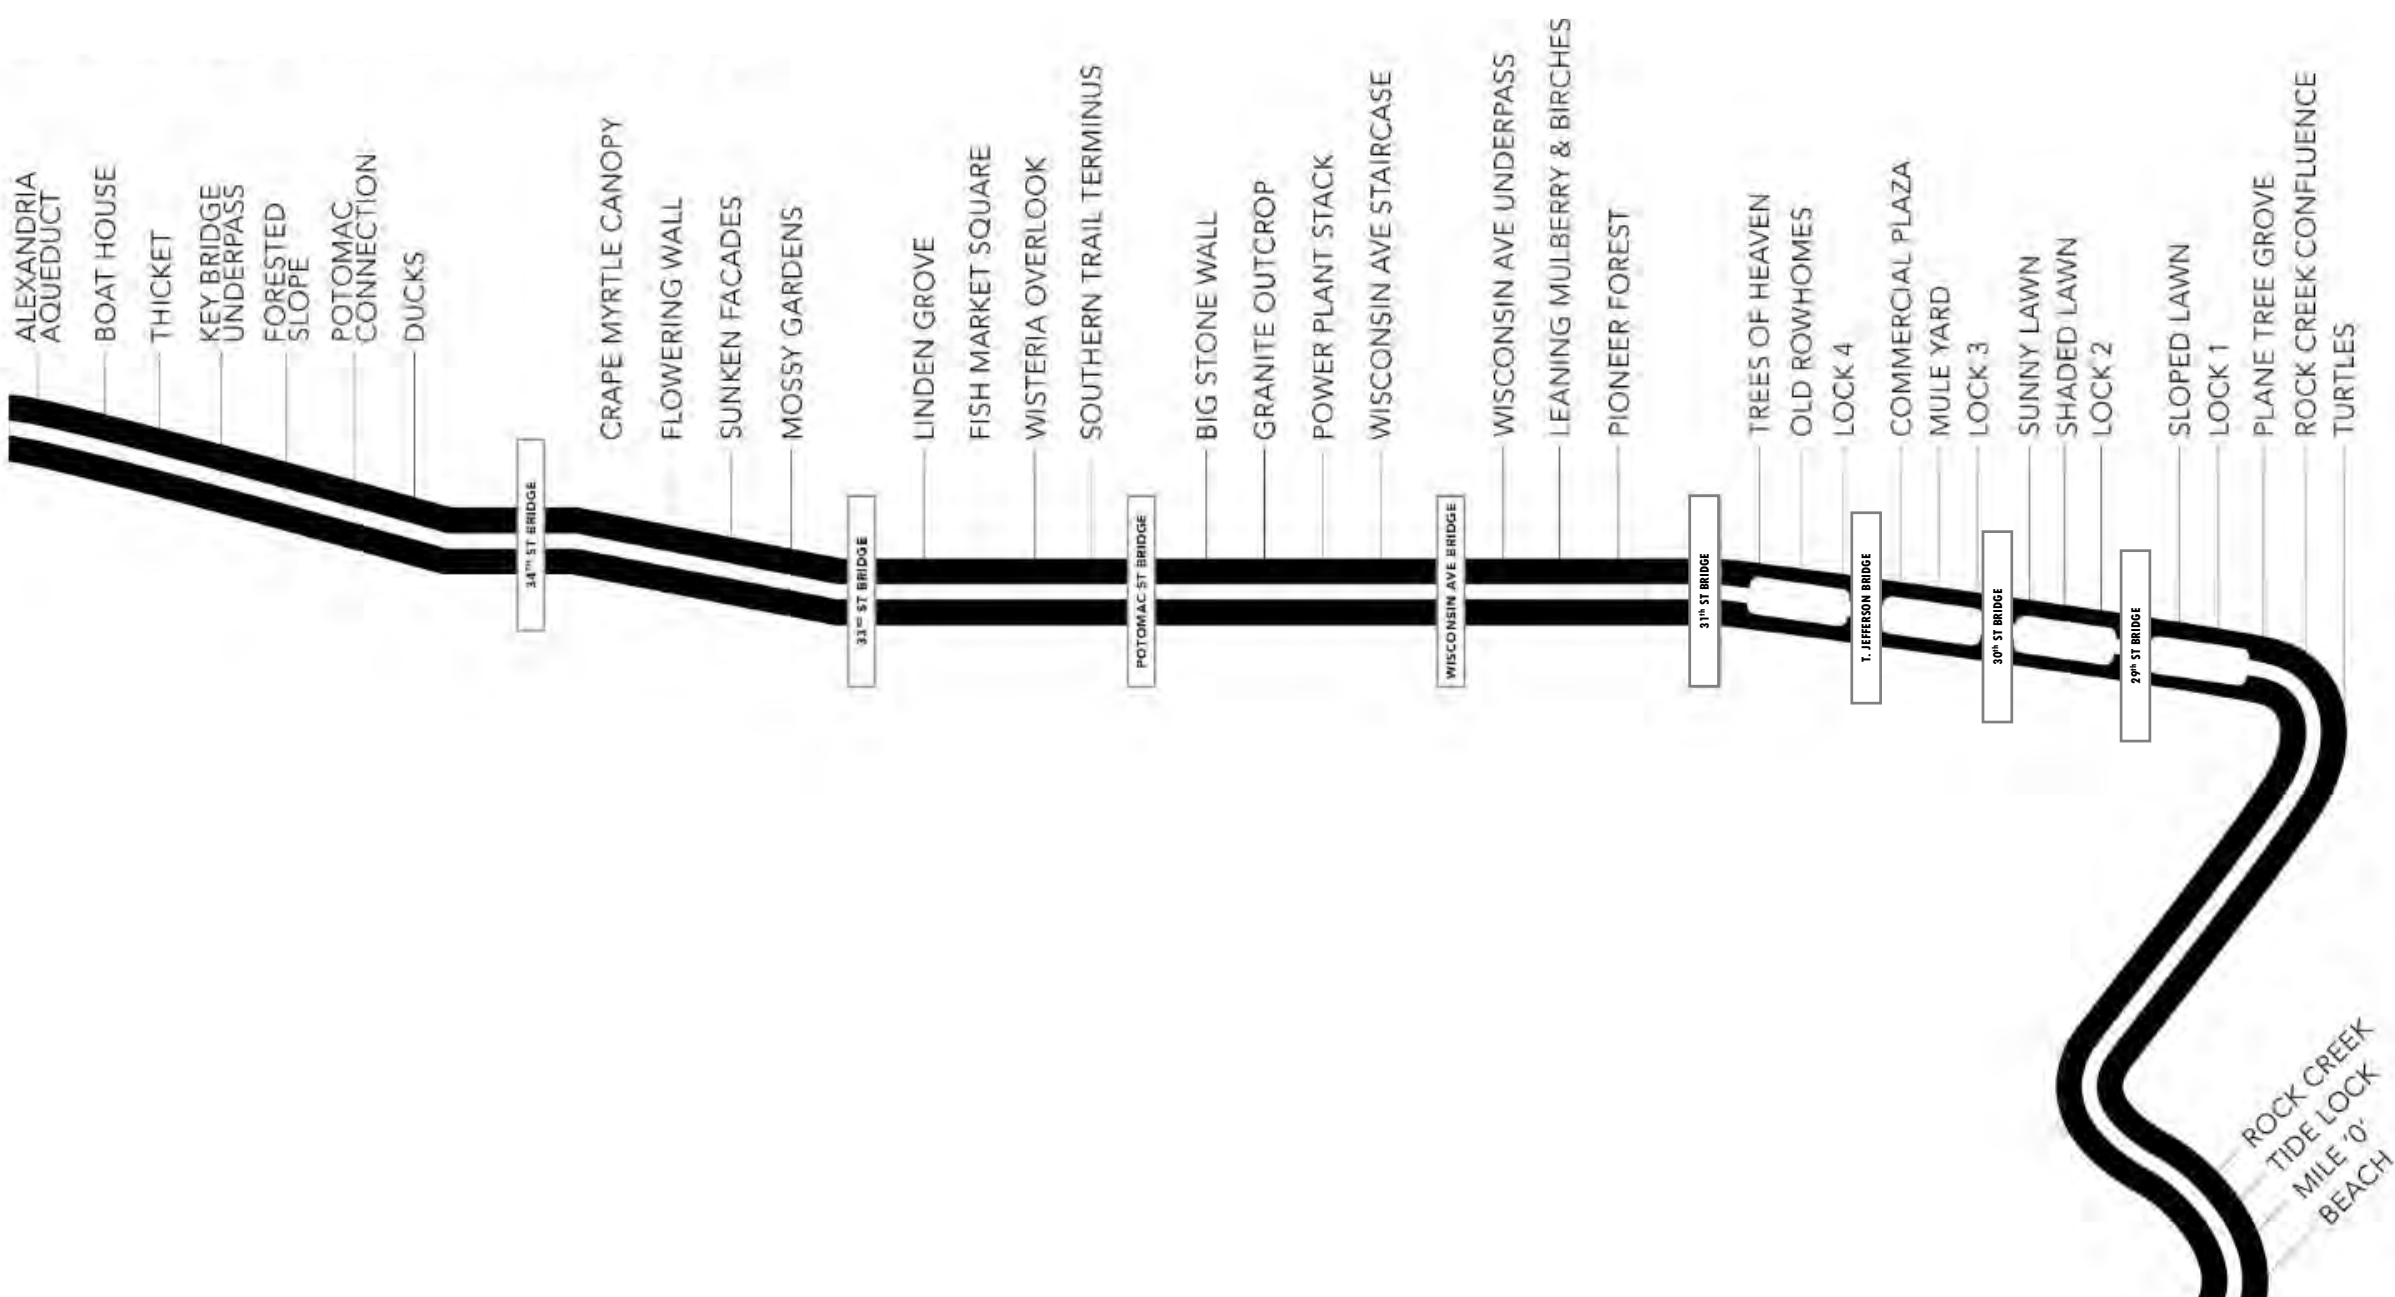 ALEXANDRIA
AQUEDUCT
BOAT HOUSE
THICKET
KEY BRIDGE
UNDERPASS
FORESTED
SLOPE
POTOMAC
CONNECTION
DUCKS
34TH ST BRIDGE
CRAPE MYRTLE CANOPY
FLOWERING WALL
SUNKEN FACADES
MOSSY GARDENS
33RD ST BRIDGE
LINDEN GROVE
FISH MARKET SQUARE
WISTERIA OVERLOOK
SOUTHERN TRAIL TERMINUS
POTOMAC ST BRIDGE
BIG STONE WALL
GRANITE OUTCROP
POWER PLANT STACK
WISCONSIN AVE STAIRCASE
WISCONSIN AVE BRIDGE
WISCONSIN AVE UNDERPASS
LEANING MULBERRY & BIRCHES
PIONEER FOREST
31th ST BRIDGE
TREES OF HEAVEN
OLD ROWHOMES
LOCK 4
T. JEFFERSON BRIDGE
COMMERCIAL PLAZA
MULE YARD
LOCK 3
30th ST BRIDGE
SUNNY LAWN
SHADED LAWN
LOCK 2
29th ST BRIDGE
SLOPED LAWN
LOCK 1
PLANE TREE GROVE
ROCK CREEK CONFLUENCE
TURTLES
ROCK CREEK
TIDE LOCK
MILE '0'
BEACH